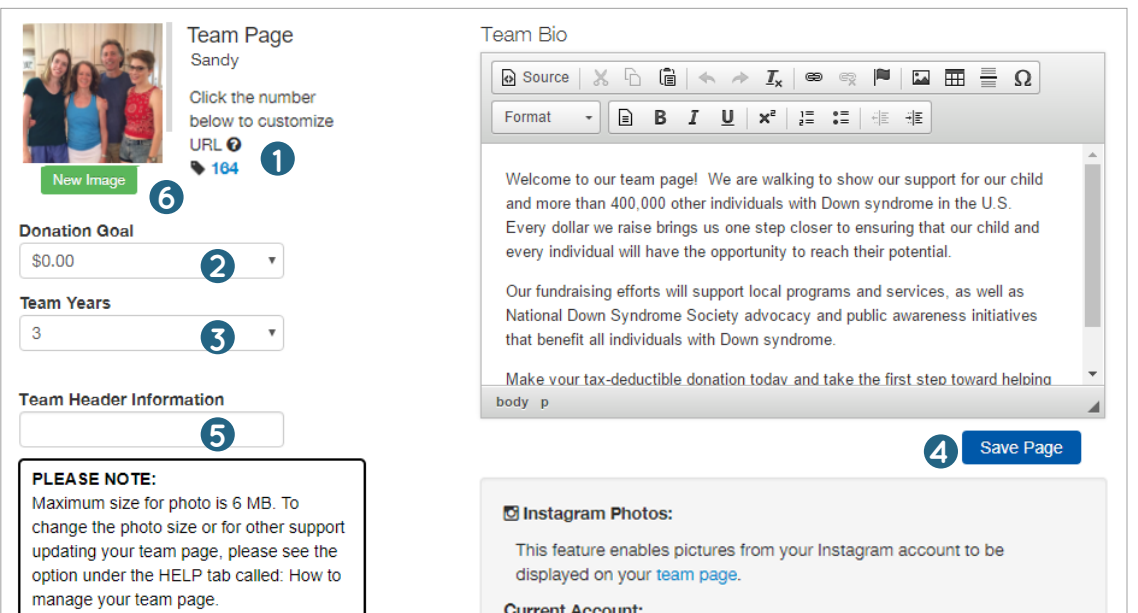 Team Page
Sandy
Click the number
below to customize
URL ?
164
1
New Image
6
Donation Goal
$0.00
2
Team Years
3
3
Team Header Information
5
PLEASE NOTE:
Maximum size for photo is 6 MB. To
change the photo size or for other support
updating your team page, please see the
option under the HELP tab called: How to
manage your team page.
Team Bio
Source Ix Ω
Format B I U x²
Welcome to our team page!  We are walking to show our support for our child
and more than 400,000 other individuals with Down syndrome in the U.S.
Every dollar we raise brings us one step closer to ensuring that our child and
every individual will have the opportunity to reach their potential.
Our fundraising efforts will support local programs and services, as well as
National Down Syndrome Society advocacy and public awareness initiatives
that benefit all individuals with Down syndrome.
Make your tax-deductible donation today and take the first step toward helping
body p
4
Save Page
Instagram Photos:
This feature enables pictures from your Instagram account to be
displayed on your team page.
Current Account: